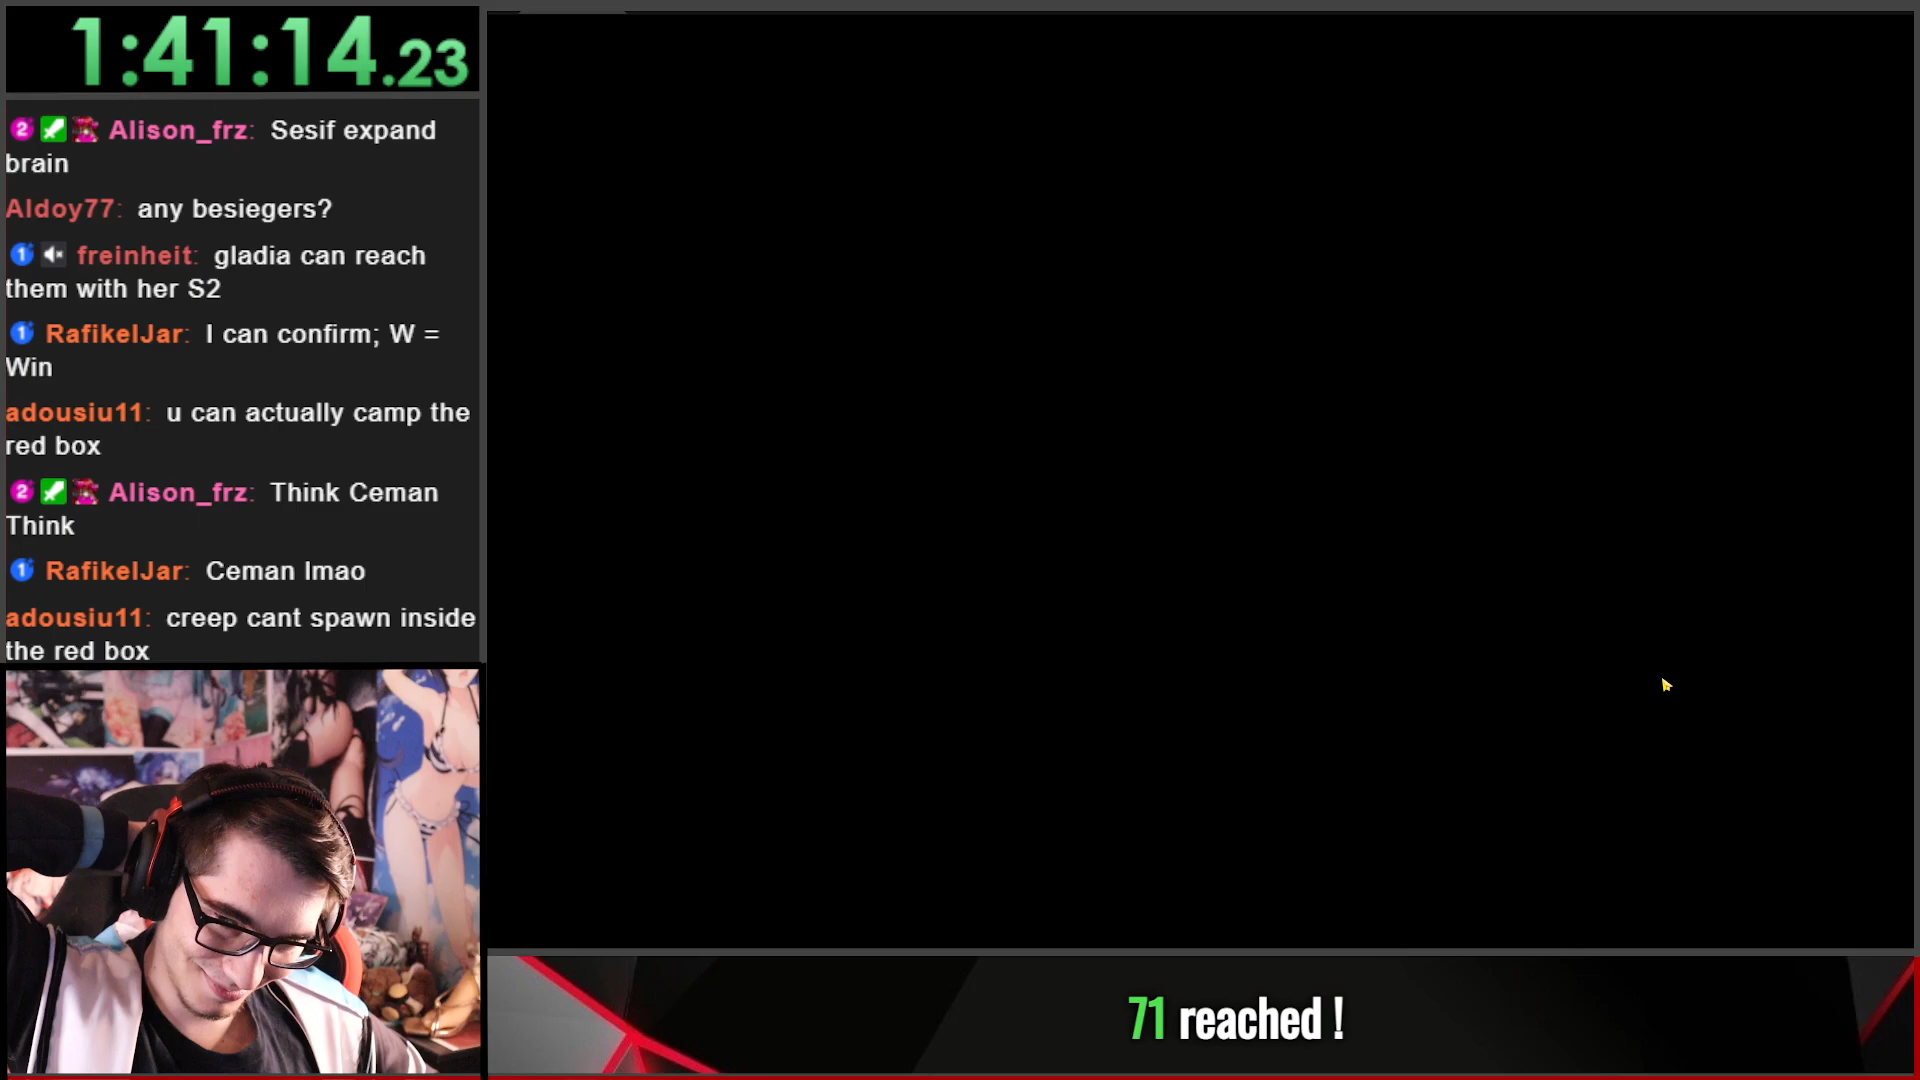 1:41:14.23
Alison_frz: Sesif expand
brain
Aldoy77: any besiegers?
freinheit: gladia can reach
them with her S2
RafikelJar: I can confirm; W =
Win
adousiu11: u can actually camp the
red box
Alison_frz: Think Ceman
Think
RafikelJar: Ceman lmao
adousiu11: creep cant spawn inside
the red box
71 reached !